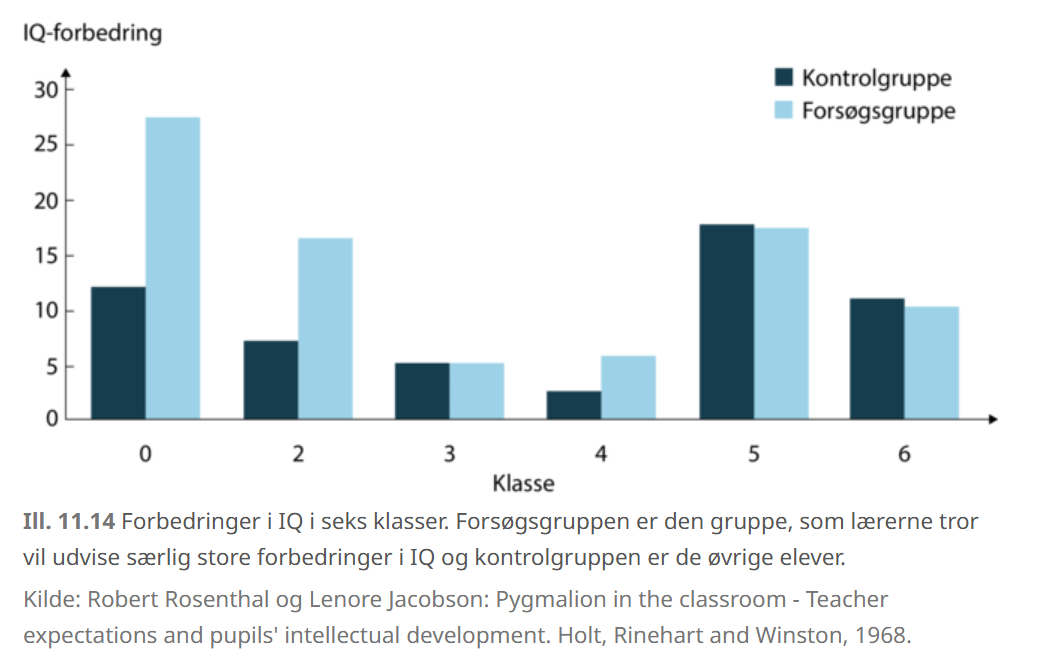 IQ-forbedring
Kontrolgruppe
Forsøgsgruppe
30
25
20
15
10
5
0
0 2 3 4 5 6
Klasse
Ill. 11.14 Forbedringer i IQ i seks klasser. Forsøgsgruppen er den gruppe, som lærerne tror
vil udvise særlig store forbedringer i IQ og kontrolgruppen er de øvrige elever.
Kilde: Robert Rosenthal og Lenore Jacobson: Pygmalion in the classroom - Teacher
expectations and pupils' intellectual development. Holt, Rinehart and Winston, 1968.